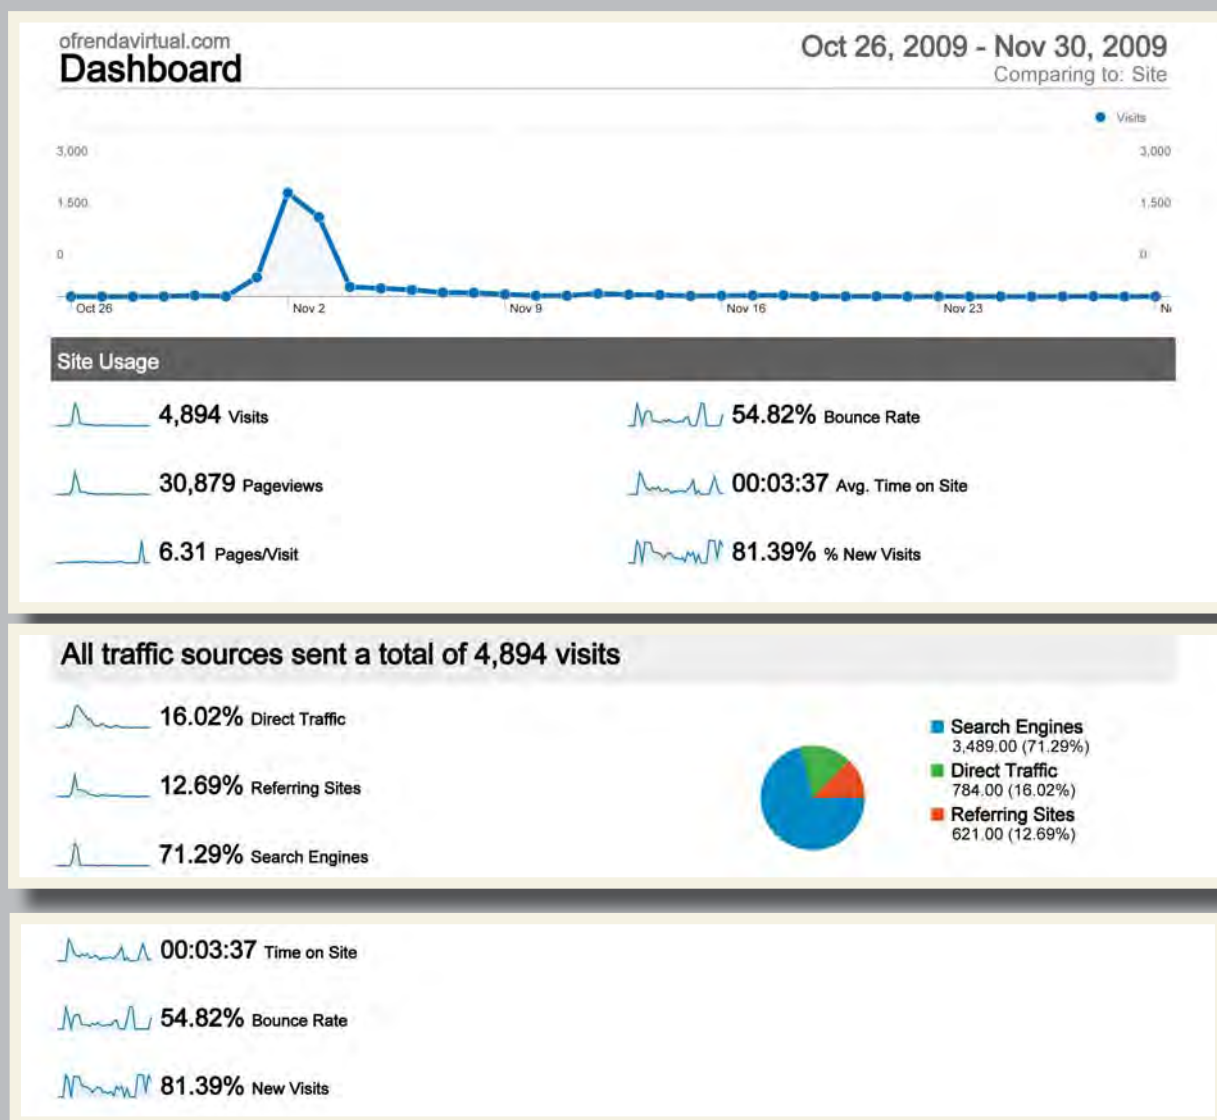 ofrendavirtual.com
Dashboard
Oct 26, 2009 - Nov 30, 2009
Comparing to: Site
Visits
3,000
3,000
1,500
1,500
0
0
Oct 26
Nov 2
Nov 9
Nov 16
Nov 23
Site Usage
4,894 Visits
54.82% Bounce Rate
30,879 Pageviews
00:03:37 Avg. Time on Site
6.31 Pages/Visit
81.39% % New Visits
All traffic sources sent a total of 4,894 visits
16.02% Direct Traffic
12.69% Referring Sites
71.29% Search Engines
Search Engines
3,489.00 (71.29%)
Direct Traffic
784.00 (16.02%)
Referring Sites
621.00 (12.69%)
00:03:37 Time on Site
54.82% Bounce Rate
81.39% New Visits